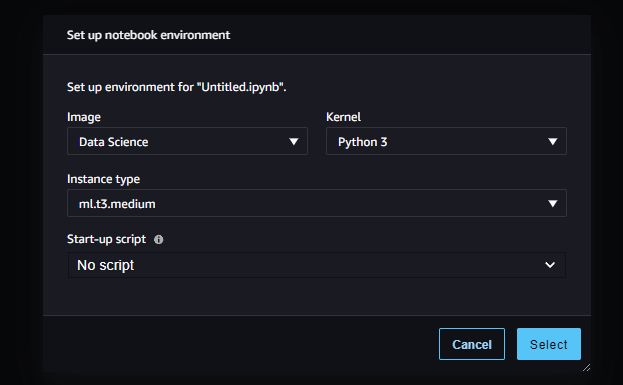 Set up notebook environment
Set up environment for "Untitled.ipynb".
Image
Kernel
Data Science
Python 3
Instance type
ml.t3.medium
Start-up script
No script
Cancel
Select